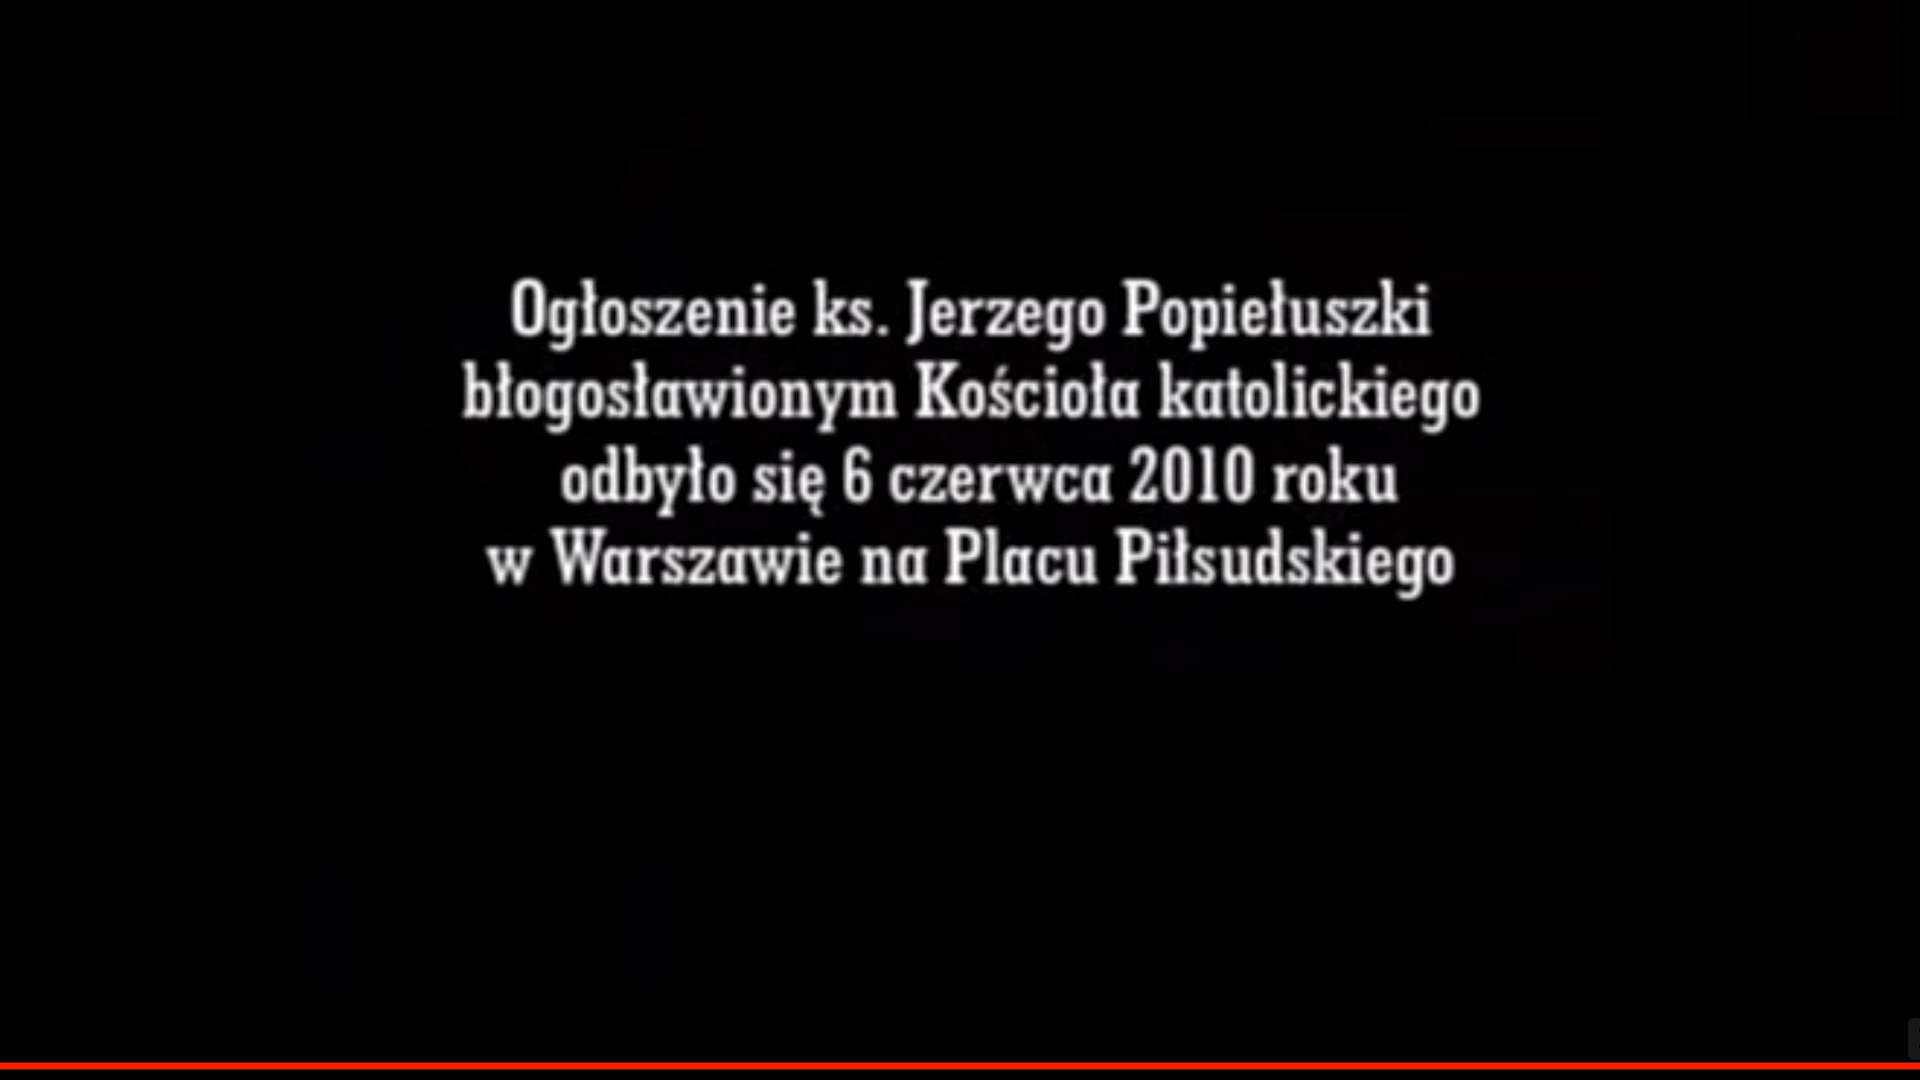 Ogłoszenie ks. Jerzego Popiełuszki
błogosławionym Kościoła katolickiego
odbyło się 6 czerwca 2010 roku
w Warszawie na Placu Piłsudskiego